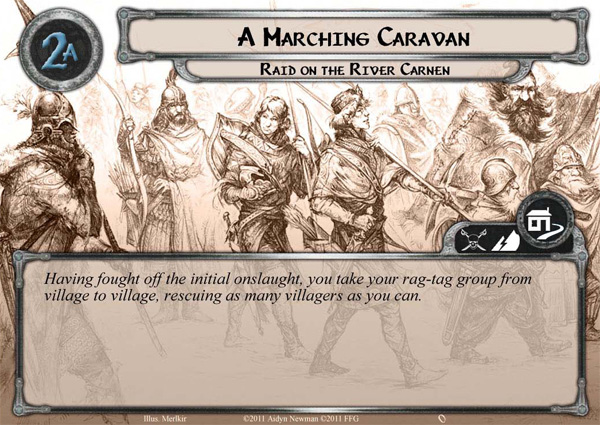 2A
A Marching Caravan
Raid on the River Carnen
Having fought off the initial onslaught, you take your rag-tag group from
village to village, rescuing as many villagers as you can.
Illus. Merlkir ©2011 Aidyn Newman ©2011 FFG